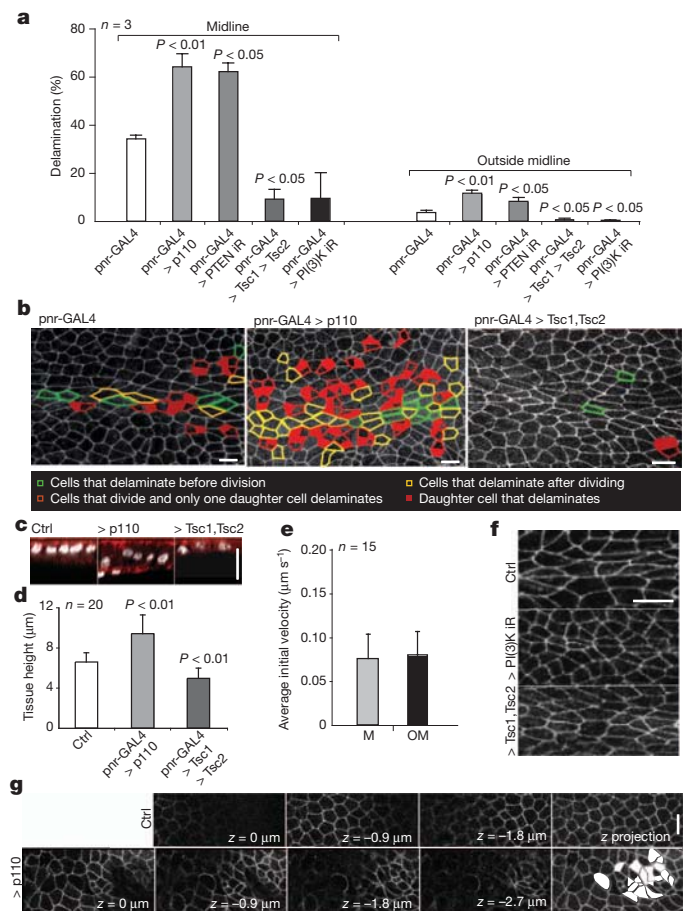 a
n = 3
Midline
80
60
40
20
0
Delamination (%)
P < 0.01
P < 0.05
P < 0.05
Outside midline
P < 0.01
P < 0.05
P < 0.05
P < 0.05
pnr-GAL4
pnr-GAL4
> p110
pnr-GAL4
> PTEN iR
pnr-GAL4
> Tsc1 > Tsc2
pnr-GAL4
> PI(3)K iR
pnr-GAL4
pnr-GAL4
> p110
pnr-GAL4
> PTEN iR
pnr-GAL4
> Tsc1 > Tsc2
pnr-GAL4
> PI(3)K iR
b
pnr-GAL4
pnr-GAL4 > p110
pnr-GAL4 > Tsc1,Tsc2
Cells that delaminate before division
Cells that delaminate after dividing
Cells that divide and only one daughter cell delaminates
Daughter cell that delaminates
c
Ctrl
> p110
> Tsc1,Tsc2
d
n = 20
P < 0.01
P < 0.01
12
8
4
0
Tissue height (µm)
Ctrl
pnr-GAL4
> p110
pnr-GAL4
> Tsc1
> Tsc2
e
n = 15
0.20
0.15
0.10
0.05
0
Average initial velocity (µm s⁻¹)
M
OM
f
Ctrl
> PI(3)K iR
> Tsc1,Tsc2
g
Ctrl
z = 0 µm
z = –0.9 µm
z = –1.8 µm
z projection
> p110
z = 0 µm
z = –0.9 µm
z = –1.8 µm
z = –2.7 µm